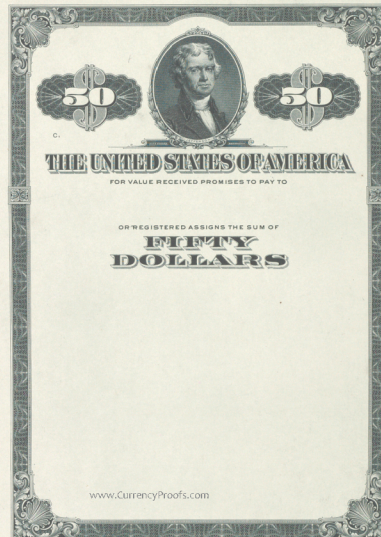 50 50
C.
THE UNITED STATES OF AMERICA
FOR VALUE RECEIVED PROMISES TO PAY TO
OR REGISTERED ASSIGNS THE SUM OF
FIFTY
DOLLARS
www.CurrencyProofs.com